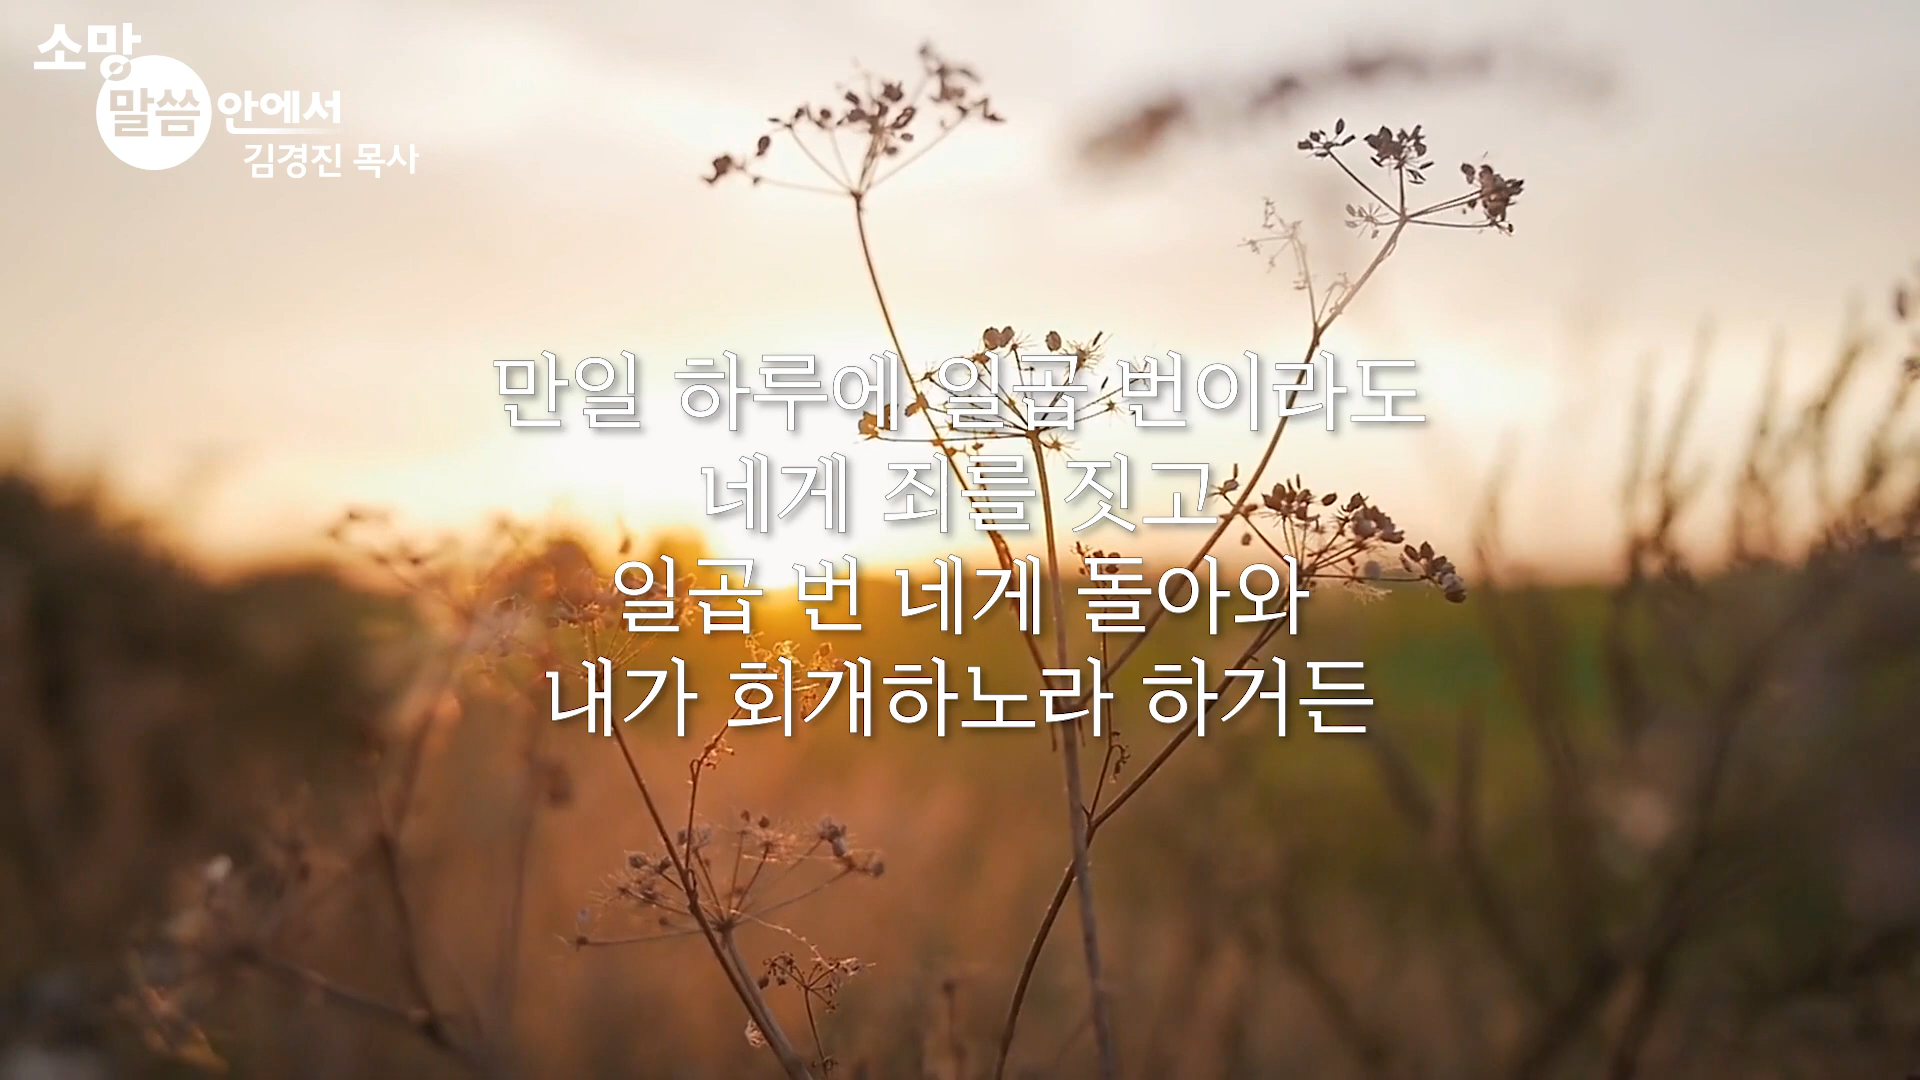 소망
말씀 안에서
김경진 목사
만일 하루에 일곱 번이라도
네게 죄를 짓고
일곱 번 네게 돌아와
내가 회개하노라 하거든